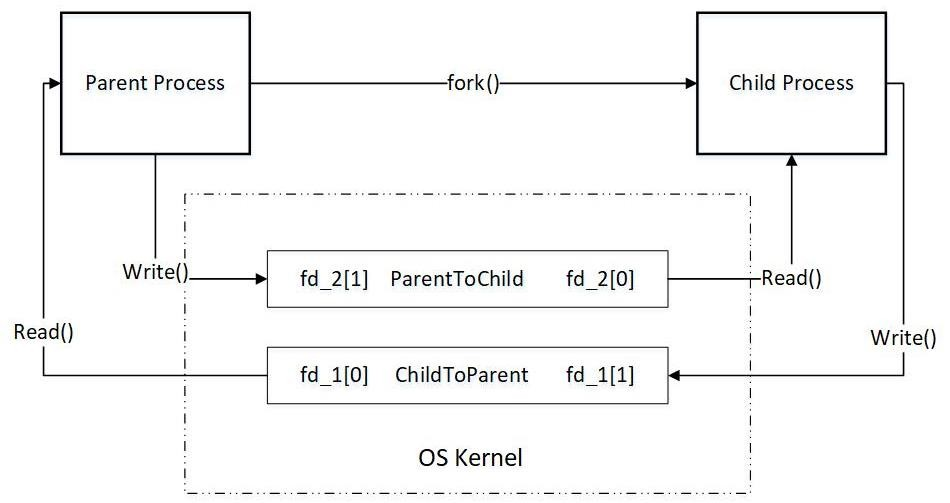 Parent Process
fork()
Child Process
Write()
fd_2[1] ParentToChild fd_2[0]
Read()
Read()
Write()
fd_1[0] ChildToParent fd_1[1]
OS Kernel